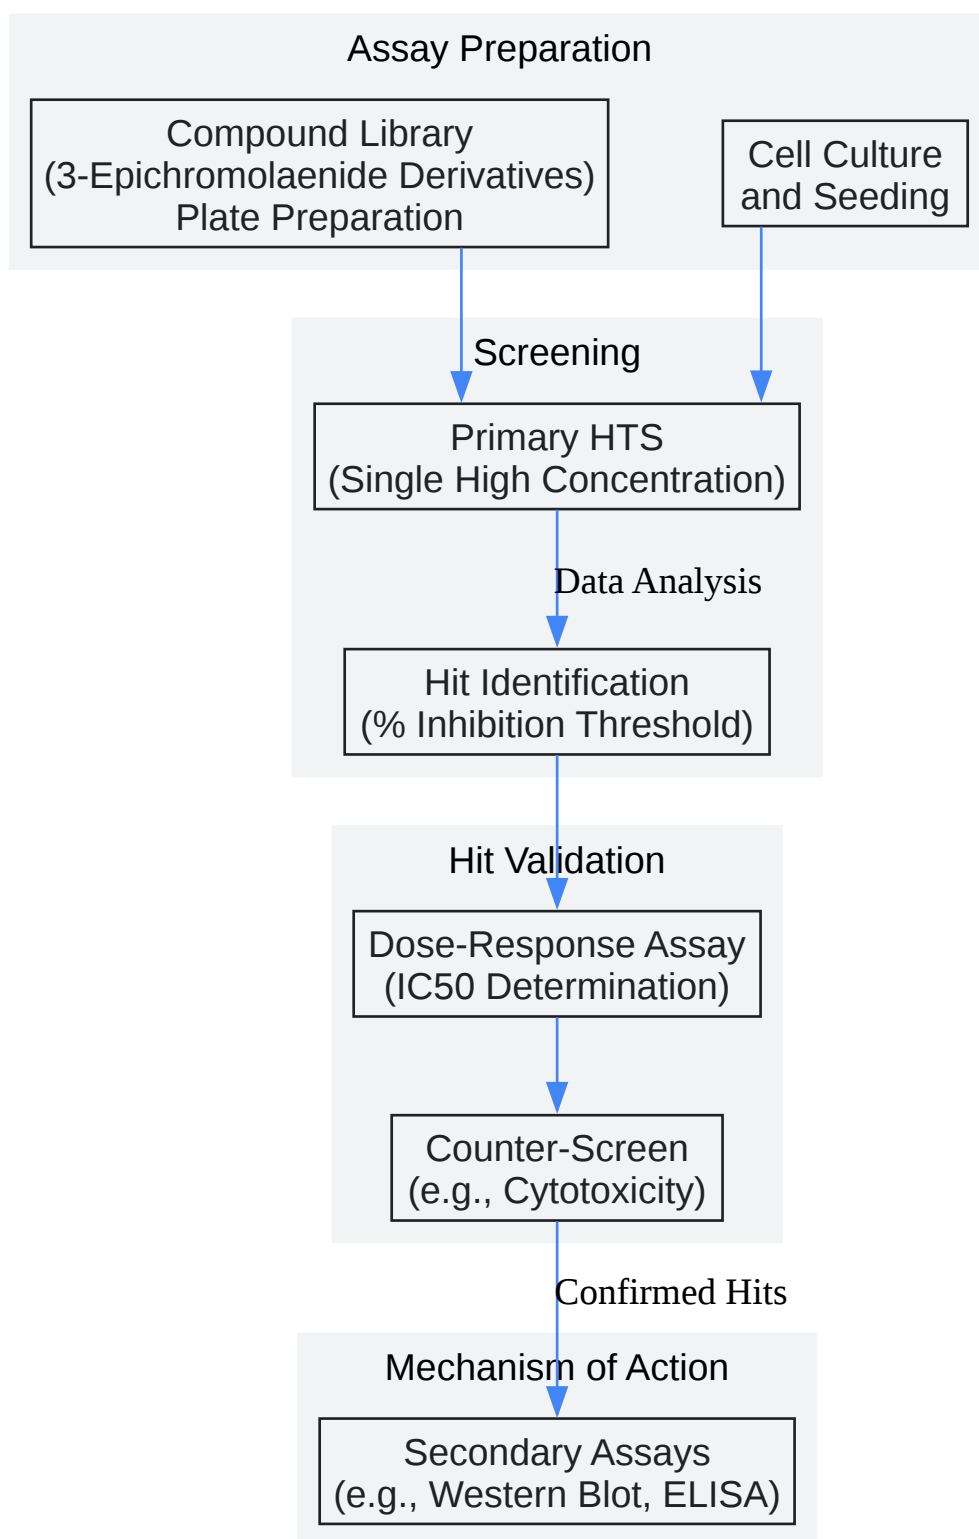 Assay Preparation
Compound Library
(3-Epichromolaenide Derivatives)
Plate Preparation
Cell Culture
and Seeding
Screening
Primary HTS
(Single High Concentration)
Data Analysis
Hit Identification
(% Inhibition Threshold)
Hit Validation
Dose-Response Assay
(IC50 Determination)
Counter-Screen
(e.g., Cytotoxicity)
Confirmed Hits
Mechanism of Action
Secondary Assays
(e.g., Western Blot, ELISA)